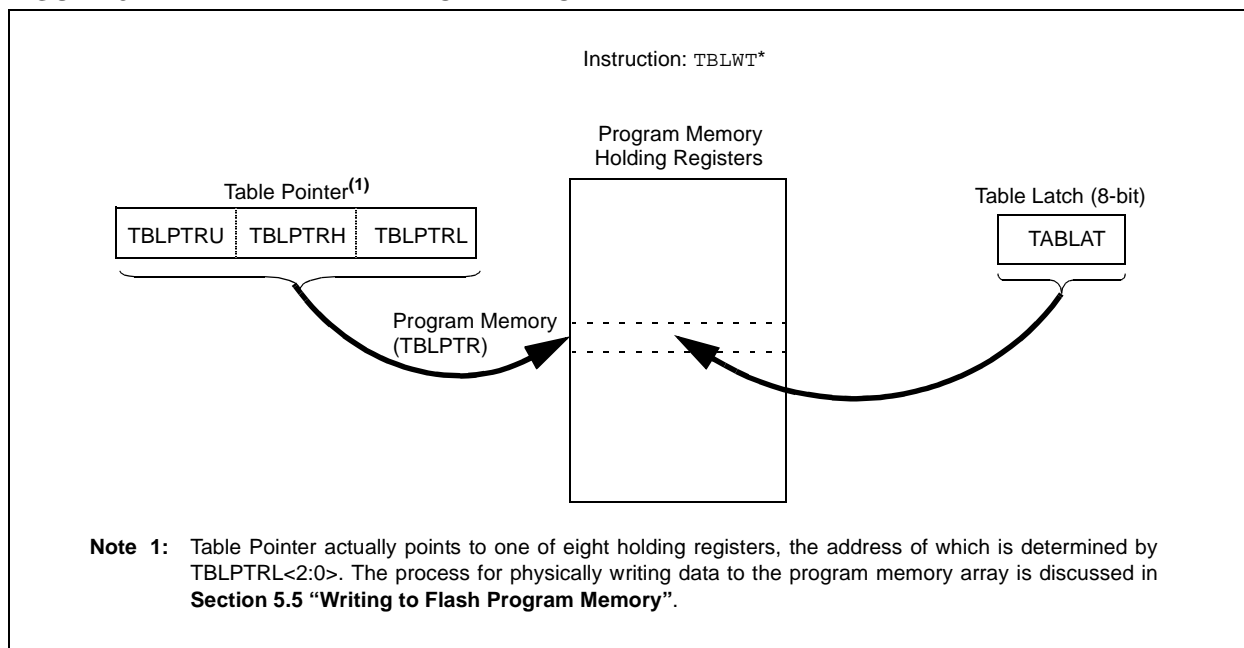 Instruction: TBLWT*
Program Memory
Holding Registers
Table Pointer(1)
Table Latch (8-bit)
TBLPTRU TBLPTRH TBLPTRL
TABLAT
Program Memory
(TBLPTR)
Note 1: Table Pointer actually points to one of eight holding registers, the address of which is determined by
TBLPTRL<2:0>. The process for physically writing data to the program memory array is discussed in
Section 5.5 “Writing to Flash Program Memory”.